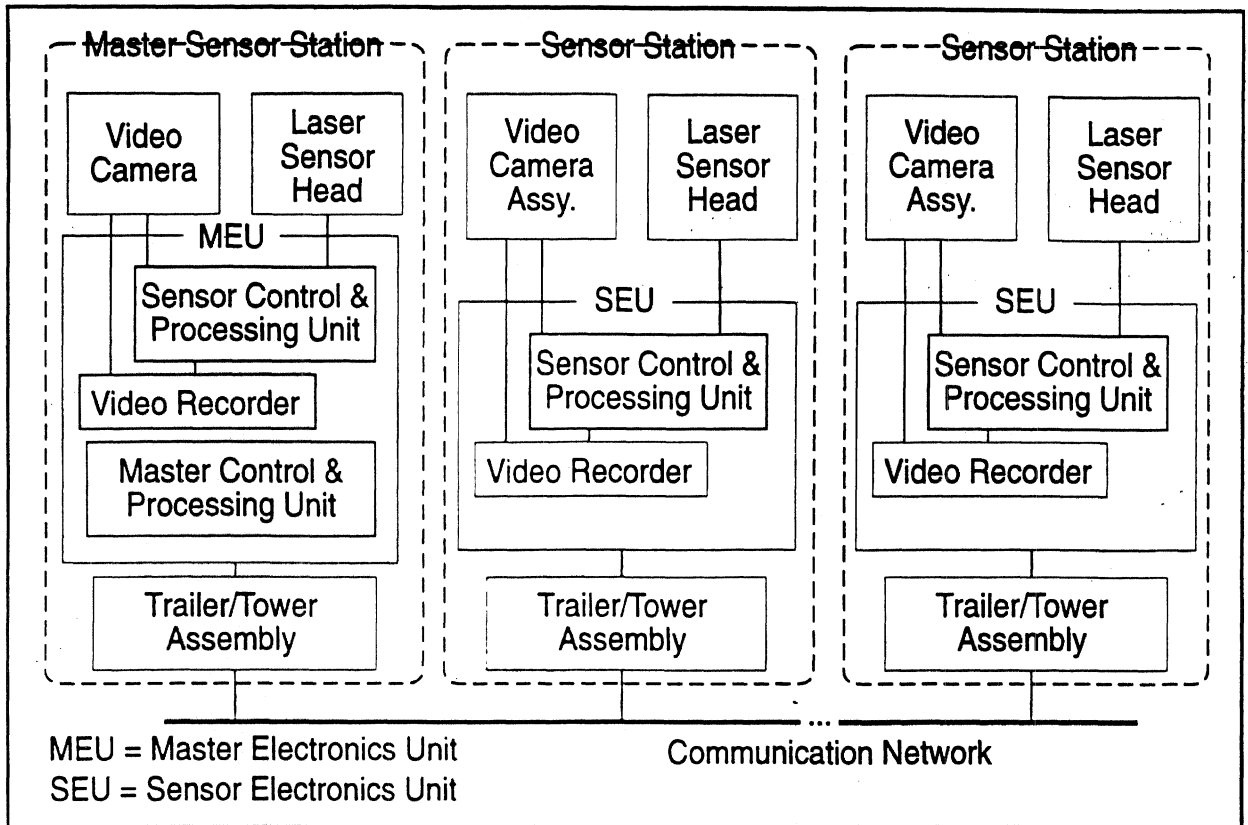 Master Sensor Station
Video
Camera
Laser
Sensor
Head
MEU
Sensor Control &
Processing Unit
Video Recorder
Master Control &
Processing Unit
Trailer/Tower
Assembly
Sensor Station
Video
Camera
Assy.
Laser
Sensor
Head
SEU
Sensor Control &
Processing Unit
Video Recorder
Trailer/Tower
Assembly
Sensor Station
Video
Camera
Assy.
Laser
Sensor
Head
SEU
Sensor Control &
Processing Unit
Video Recorder
Trailer/Tower
Assembly
...
MEU = Master Electronics Unit
SEU = Sensor Electronics Unit
Communication Network